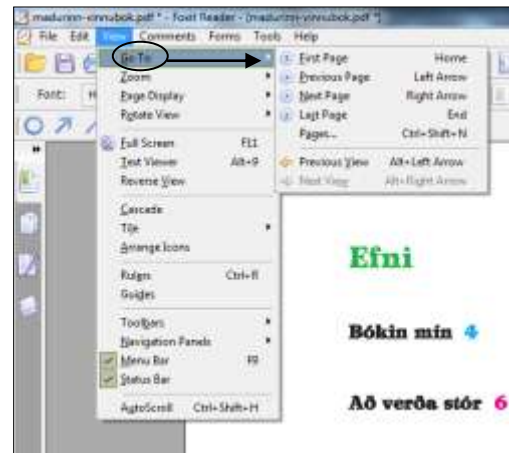 madurinn-vinnubok.pdf * - Foxit Reader - [madurinn-vinnubok.pdf *]
File Edit View Comments Forms Tools Help
Go To
Zoom
Page Display
Rotate View
Full Screen F11
Text Viewer Alt+9
Reverse View
Cascade
Tile
Arrange Icons
Rulers Ctrl+R
Guides
Toolbars
Navigation Panels
Menu Bar F9
Status Bar
AutoScroll Ctrl+Shift+H
First Page Home
Previous Page Left Arrow
Next Page Right Arrow
Last Page End
Pages... Ctrl+Shift+N
Previous View Alt+Left Arrow
Next View Alt+Right Arrow
Font: H
Efni
Bókin mín 4
Að verða stór 6